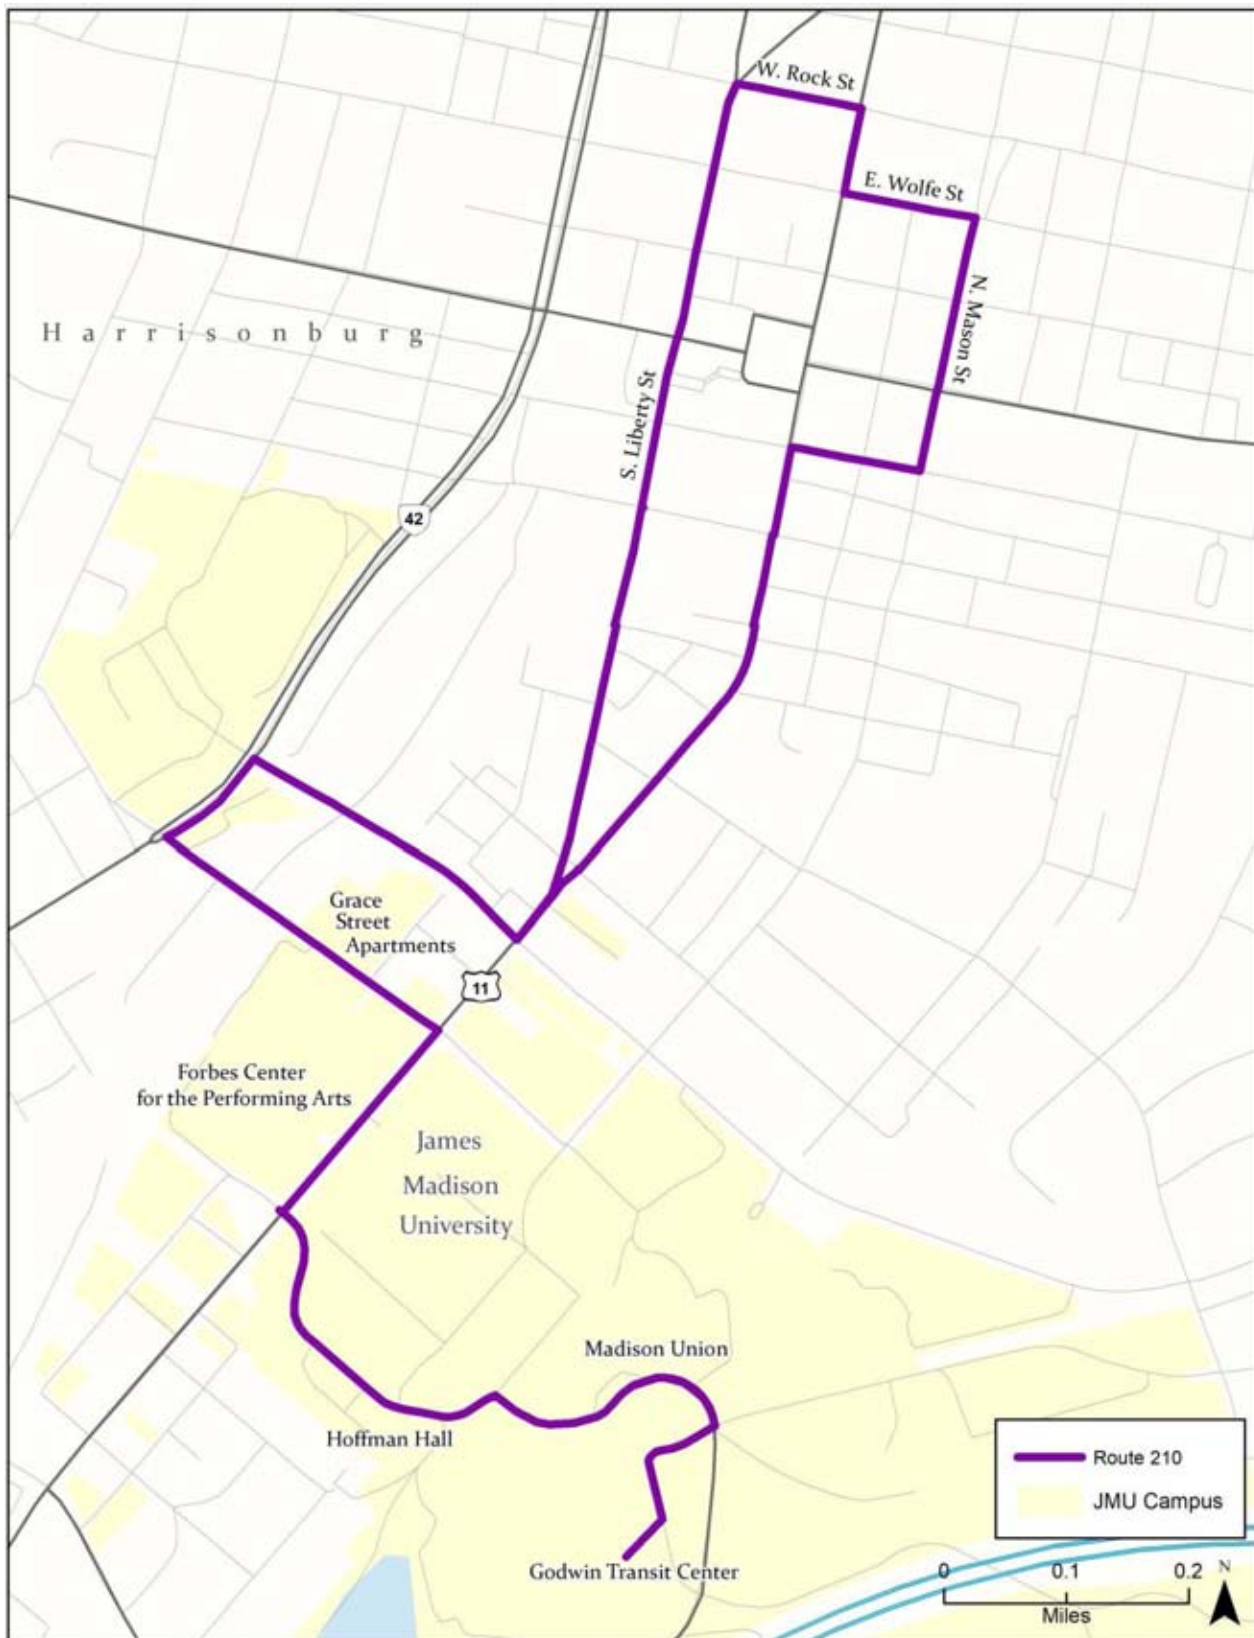 W. Rock St
E. Wolfe St
N. Mason St
Harrisonburg
S. Liberty St
42
Grace
Street
Apartments
11
Forbes Center
for the Performing Arts
James
Madison
University
Madison Union
Hoffman Hall
Godwin Transit Center
Route 210
JMU Campus
0 0.1 0.2
Miles
N